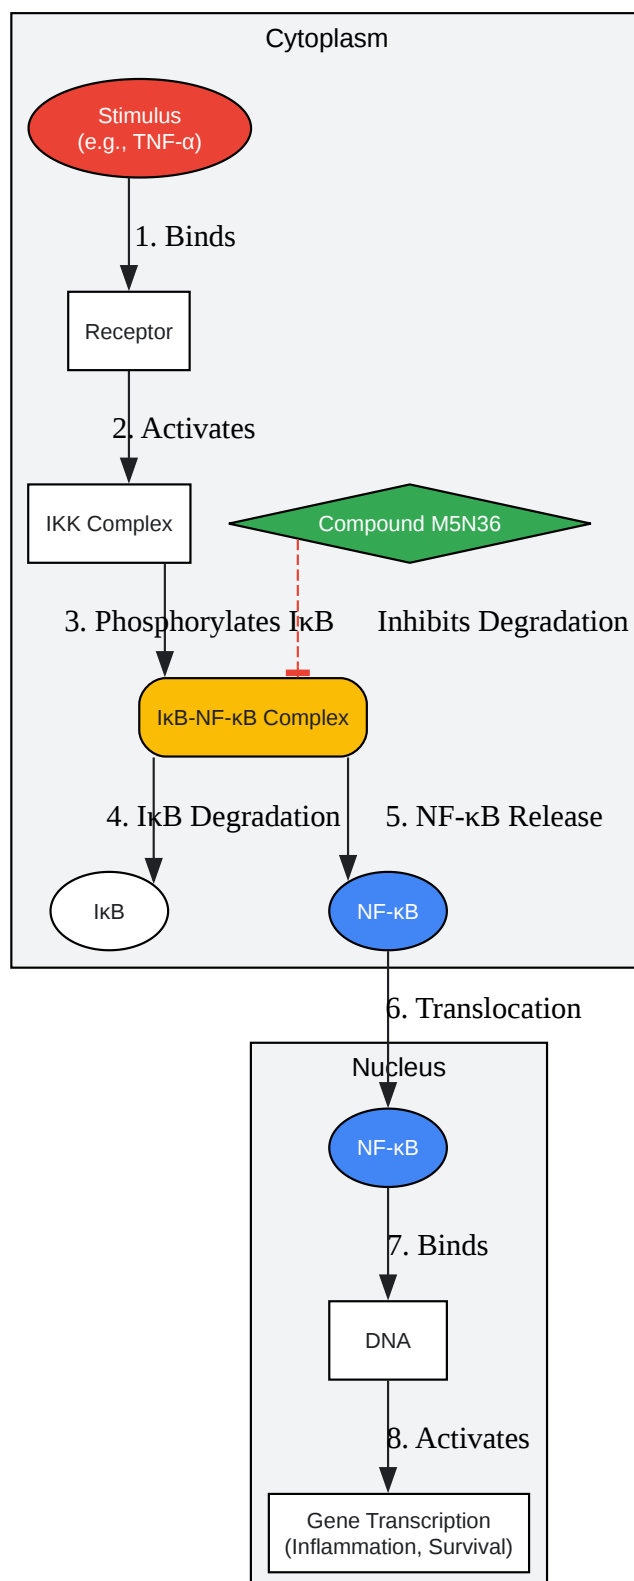 Cytoplasm
Stimulus
(e.g., TNF-α)
1. Binds
Receptor
2. Activates
IKK Complex
Compound M5N36
3. Phosphorylates IκB
Inhibits Degradation
IκB-NF-κB Complex
4. IκB Degradation
5. NF-κB Release
IκB
NF-κB
6. Translocation
Nucleus
NF-κB
7. Binds
DNA
8. Activates
Gene Transcription
(Inflammation, Survival)